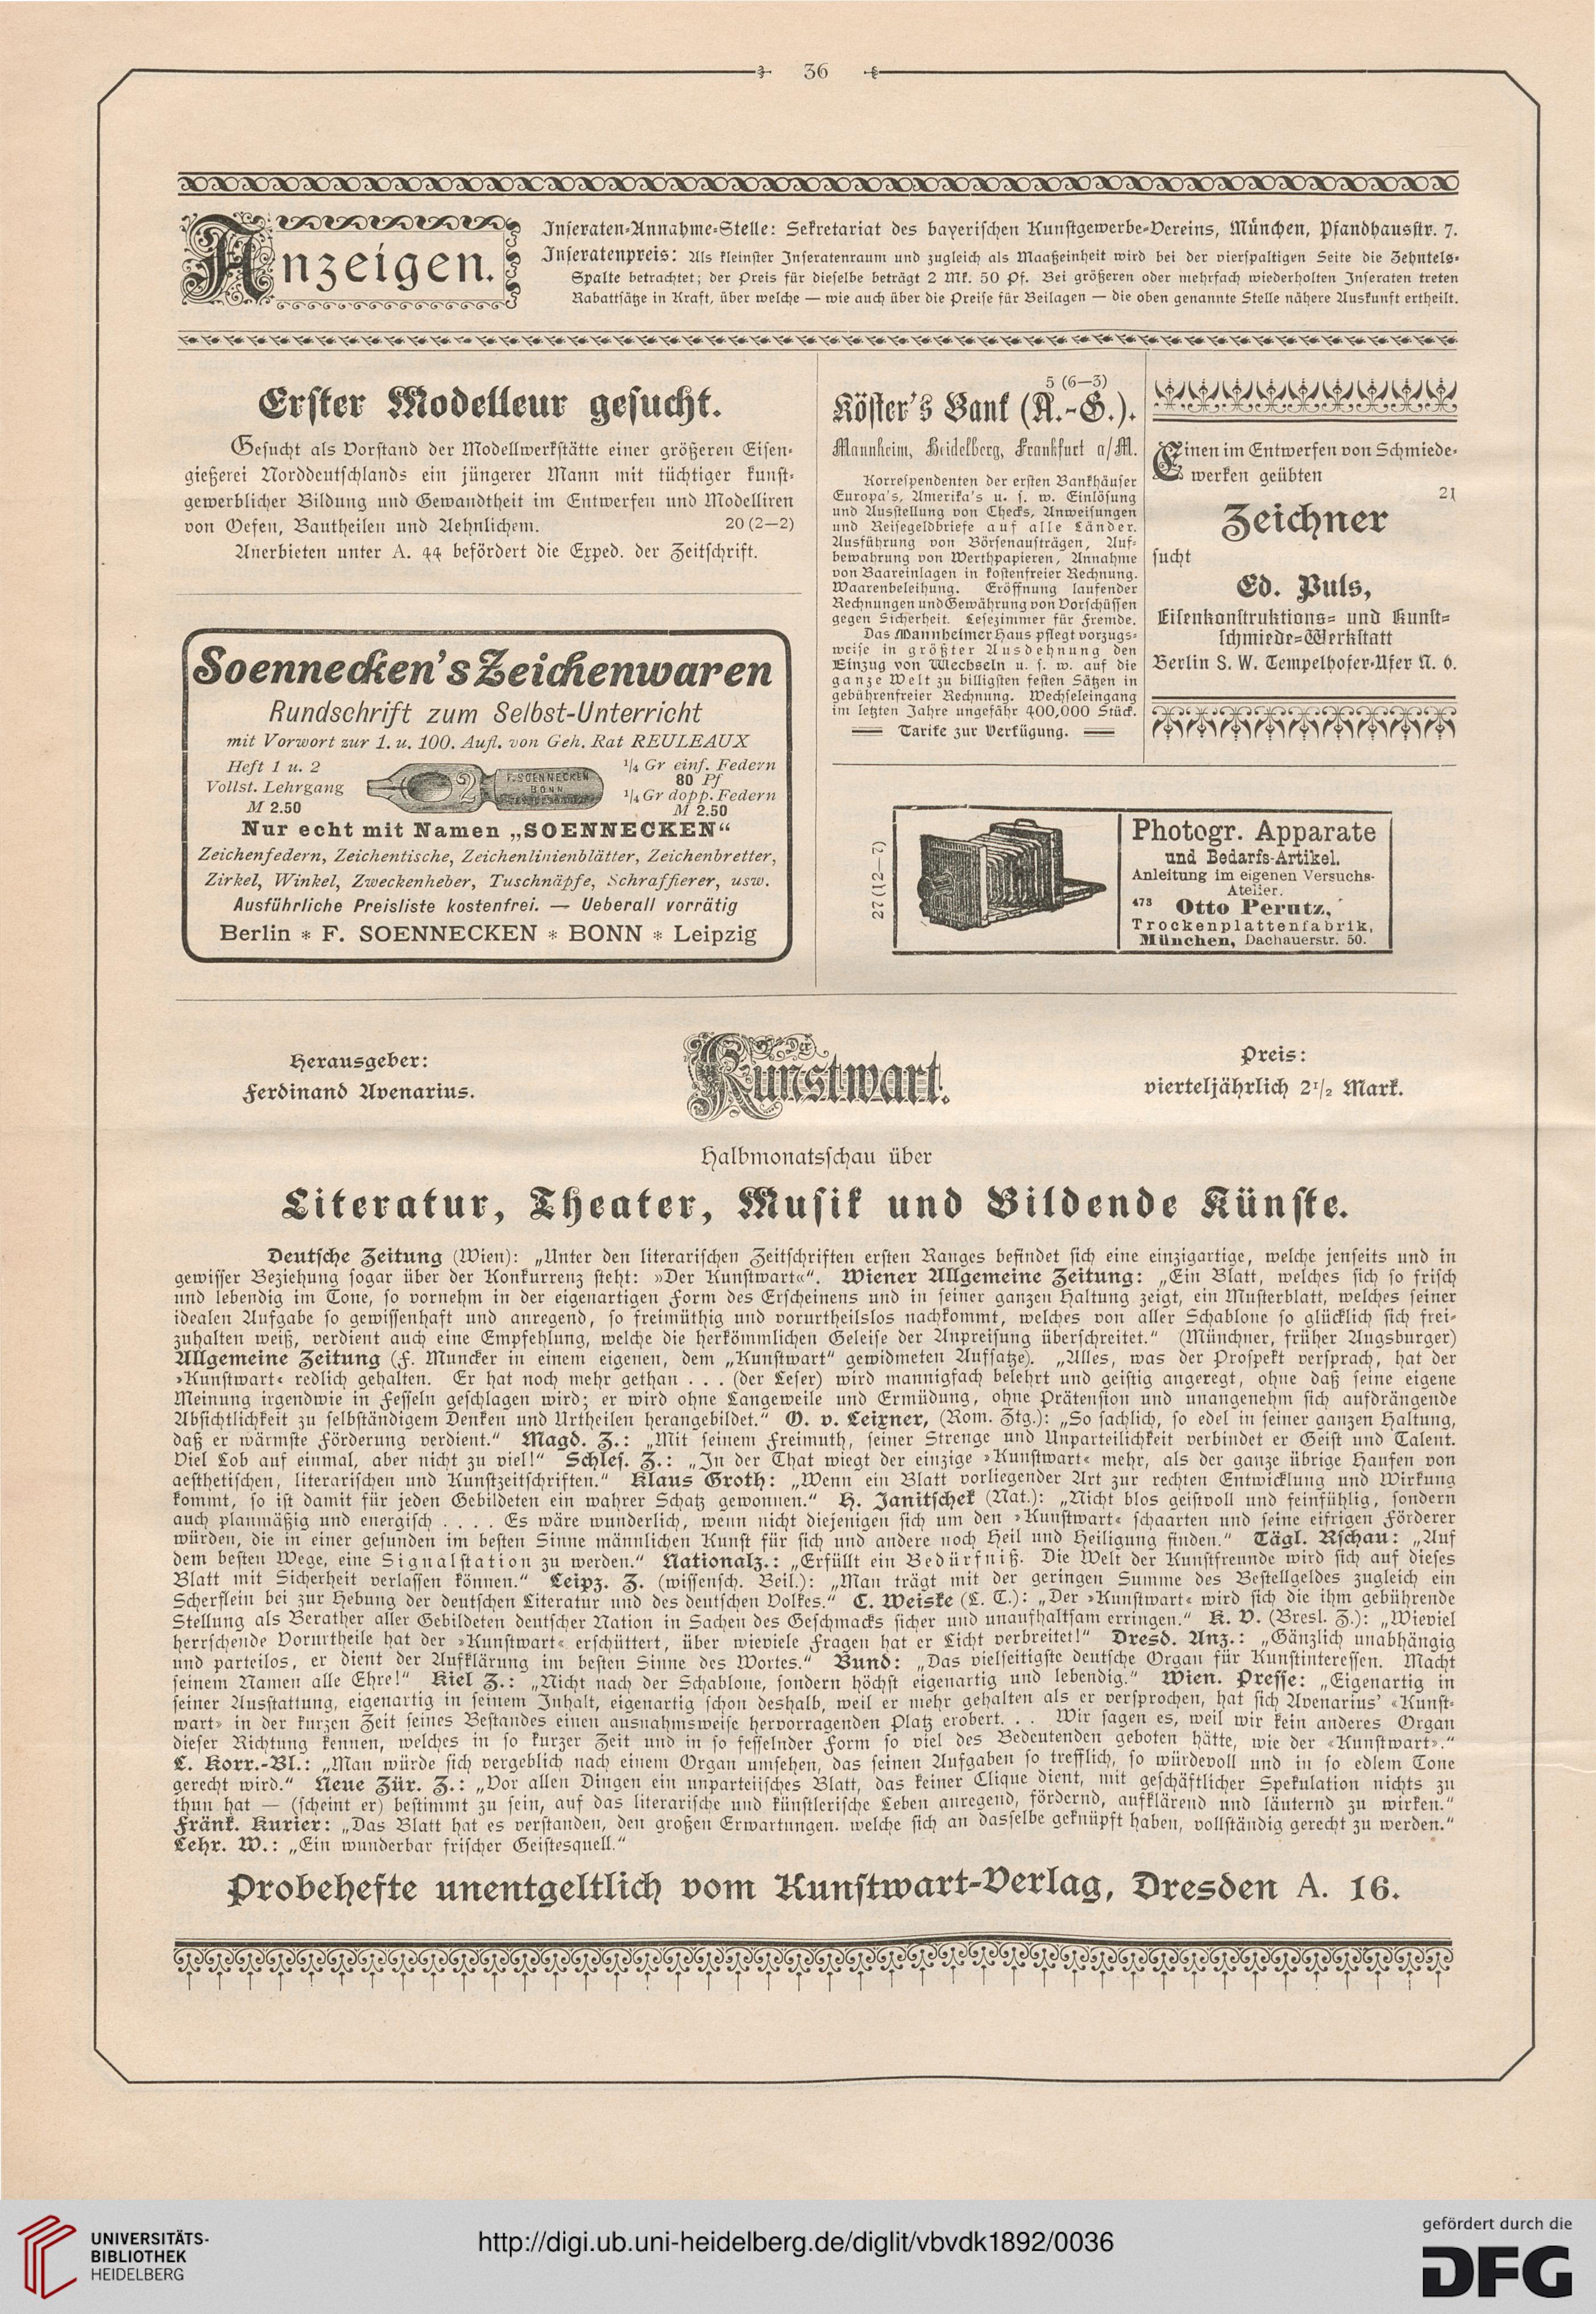 36
Anzeigen.
Inseraten-Annahme-Stelle: Sekretariat des bayerischen Kunstgewerbe-Vereins, München, Pfandhausstr. 7.
Inseratenpreis: Als kleinster Inseratenraum und zugleich als Maaßeinheit wird bei der vierspaltigen Seite die Zehntels-
Spalte betrachtet; der Preis für dieselbe beträgt 2 Mk. 50 Pf. Bei größeren oder mehrfach wiederholten Inseraten treten
Rabattsätze in Kraft, über welche — wie auch über die Preise für Beilagen — die oben genannte Stelle nähere Auskunft ertheilt.
Erster Modelleur gesucht.
Gesucht als Vorstand der Modellwerkstätte einer größeren Eisen-
gießerei Norddeutschlands ein jüngerer Mann mit tüchtiger kunst-
gewerblicher Bildung und Gewandtheit im Entwerfen und Modelliren
von Oefen, Bautheilen und Aehnlichem. 20 (2—2)
Anerbieten unter A. 44 befördert die Exped. der Zeitschrift.
Soennecken's Zeichenwaren
Rundschrift zum Selbst-Unterricht
mit Vorwort zur 1. u. 100. Aufl. von Geh. Rat REULEAUX
Heft 1 u. 2
Vollst. Lehrgang
M 2.50
2
F. SOENNECKEN
BONN
1/4 Gr einf. Federn
80 Pf
1/4 Gr dopp. Federn
M 2.50
Nur echt mit Namen „SOENNECKEN“
Zeichenfedern, Zeichentische, Zeichenlinienblätter, Zeichenbretter,
Zirkel, Winkel, Zweckenheber, Tuschnäpfe, Schraffierer, usw.
Ausführliche Preisliste kostenfrei. — Ueberall vorrätig
Berlin * F. SOENNECKEN * BONN * Leipzig
5 (6—3)
Köster's Bank (A.-G.).
Mannheim, Heidelberg, Frankfurt a/M.
Korrespondenten der ersten Bankhäuser
Europa's, Amerika's u. s. w. Einlösung
und Ausstellung von Checks, Anweisungen
und Reisegeldbriefe auf alle Länder.
Ausführung von Börsenaufträgen, Auf-
bewahrung von Werthpapieren, Annahme
von Baareinlagen in kostenfreier Rechnung.
Waarenbeleihung. Eröffnung laufender
Rechnungen und Gewährung von Vorschüssen
gegen Sicherheit. Lesezimmer für Fremde.
Das Mannheimer Haus pflegt vorzugs-
weise in größter Ausdehnung den
Einzug von Wechseln u. s. w. auf die
ganze Welt zu billigsten festen Sätzen in
gebührenfreier Rechnung. Wechseleingang
im letzten Jahre ungefähr 400,000 Stück.
Tarife zur Verfügung.
Einen im Entwerfen von Schmiede-
werken geübten
21
Zeichner
sucht
Ed. Puls,
Eisenkonstruktions- und Kunst-
schmiede-Werkstatt
Berlin S. W. Tempelhofer-Ufer N. 6.
27 (12—7)
Photogr. Apparate
und Bedarfs-Artikel.
Anleitung im eigenen Versuchs-
Atelier.
473 Otto Perutz,
Trockenplattenfabrik,
München, Dachauerstr. 50.
Herausgeber:
Ferdinand Avenarius.
Der
Kunstwart.
Preis:
vierteljährlich 2 1/2 Mark.
Halbmonatsschau über
Literatur, Theater, Musik und Bildende Künste.
Deutsche Zeitung (Wien): „Unter den literarischen Zeitschriften ersten Ranges befindet sich eine einzigartige, welche jenseits und in
gewisser Beziehung sogar über der Konkurrenz steht: »Der Kunstwart«“. Wiener Allgemeine Zeitung: „Ein Blatt, welches sich so frisch
und lebendig im Tone, so vornehm in der eigenartigen Form des Erscheinens und in seiner ganzen Haltung zeigt, ein Musterblatt, welches seiner
idealen Aufgabe so gewissenhaft und anregend, so freimüthig und vorurtheilslos nachkommt, welches von aller Schablone so glücklich sich frei-
zuhalten weiß, verdient auch eine Empfehlung, welche die herkömmlichen Geleise der Anpreisung überschreitet.“ (Münchner, früher Augsburger)
Allgemeine Zeitung (F. Muncker in einem eigenen, dem „Kunstwart“ gewidmeten Aufsatze). „Alles, was der Prospekt versprach, hat der
»Kunstwart« redlich gehalten. Er hat noch mehr gethan . . . (der Leser) wird mannigfach belehrt und geistig angeregt, ohne daß seine eigene
Meinung irgendwie in Fesseln geschlagen wird; er wird ohne Langeweile und Ermüdung, ohne Prätension und unangenehm sich aufdrängende
Absichtlichkeit zu selbständigem Denken und Urtheilen herangebildet.“ O. v. Leixner, (Rom. Ztg.): „So sachlich, so edel in seiner ganzen Haltung,
daß er wärmste Förderung verdient.“ Magd. Z.: „Mit seinem Freimuth, seiner Strenge und Unparteilichkeit verbindet er Geist und Talent.
Viel Lob auf einmal, aber nicht zu viel!“ Schles. Z.: „In der That wiegt der einzige »Kunstwart« mehr, als der ganze übrige Haufen von
aesthetischen, literarischen und Kunstzeitschriften.“ Klaus Groth: „Wenn ein Blatt vorliegender Art zur rechten Entwicklung und Wirkung
kommt, so ist damit für jeden Gebildeten ein wahrer Schatz gewonnen.“ H. Janitschek (Nat.): „Nicht blos geistvoll und feinfühlig, sondern
auch planmäßig und energisch . . . . Es wäre wunderlich, wenn nicht diejenigen sich um den »Kunstwart« schaarten und seine eifrigen Förderer
würden, die in einer gesunden im besten Sinne männlichen Kunst für sich und andere noch Heil und Heiligung finden.“ Tägl. Rschau: „Auf
dem besten Wege, eine Signalstation zu werden.“ Nationalz.: „Erfüllt ein Bedürfniß. Die Welt der Kunstfreunde wird sich auf dieses
Blatt mit Sicherheit verlassen können.“ Leipz. Z. (wissensch. Beil.): „Man trägt mit der geringen Summe des Bestellgeldes zugleich ein
Scherflein bei zur Hebung der deutschen Literatur und des deutschen Volkes.“ C. Weiske (L. T.): „Der »Kunstwart« wird sich die ihm gebührende
Stellung als Berather aller Gebildeten deutscher Nation in Sachen des Geschmacks sicher und unaufhaltsam erringen.“ K. V. (Bresl. Z.): „Wieviel
herrschende Vorurtheile hat der »Kunstwart« erschüttert, über wieviele Fragen hat er Licht verbreitet!“ Dresd. Anz.: „Gänzlich unabhängig
und parteilos, er dient der Aufklärung im besten Sinne des Wortes.“ Bund: „Das vielseitigste deutsche Organ für Kunstinteressen. Macht
seinem Namen alle Ehre!“ Kiel Z.: „Nicht nach der Schablone, sondern höchst eigenartig und lebendig.“ Wien. Presse: „Eigenartig in
seiner Ausstattung, eigenartig in seinem Inhalt, eigenartig schon deshalb, weil er mehr gehalten als er versprochen, hat sich Avenarius' «Kunst-
wart» in der kurzen Zeit seines Bestandes einen ausnahmsweise hervorragenden Platz erobert. . . Wir sagen es, weil wir kein anderes Organ
dieser Richtung kennen, welches in so kurzer Zeit und in so fesselnder Form so viel des Bedeutenden geboten hätte, wie der «Kunstwart».“
C. Korr.-Bl.: „Man würde sich vergeblich nach einem Organ umsehen, das seinen Aufgaben so trefflich, so würdevoll und in so edlem Tone
gerecht wird.“ Neue Zür. Z.: „Vor allen Dingen ein unparteiisches Blatt, das keiner Clique dient, mit geschäftlicher Spekulation nichts zu
thun hat — (scheint er) bestimmt zu sein, auf das literarische und künstlerische Leben anregend, fördernd, aufklärend und läuternd zu wirken.“
Fränk. Kurier: „Das Blatt hat es verstanden, den großen Erwartungen. welche sich an dasselbe geknüpft haben, vollständig gerecht zu werden.“
Lehr. W.: „Ein wunderbar frischer Geistesquell.“
Probehefte unentgeltlich vom Kunstwart-Verlag, Dresden A. 16.
UNIVERSITÄTS-
BIBLIOTHEK
HEIDELBERG
http://digi.ub.uni-heidelberg.de/diglit/vbvdk1892/0036
gefördert durch die
DFG